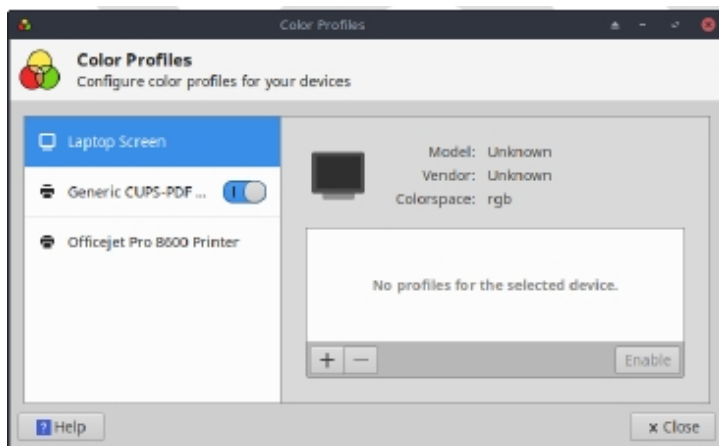 Color Profiles
Color Profiles
Configure color profiles for your devices
Laptop Screen
Generic CUPS-PDF ...
Officejet Pro 8600 Printer
Model: Unknown
Vendor: Unknown
Colorspace: rgb
No profiles for the selected device.
Enable
Help
Close